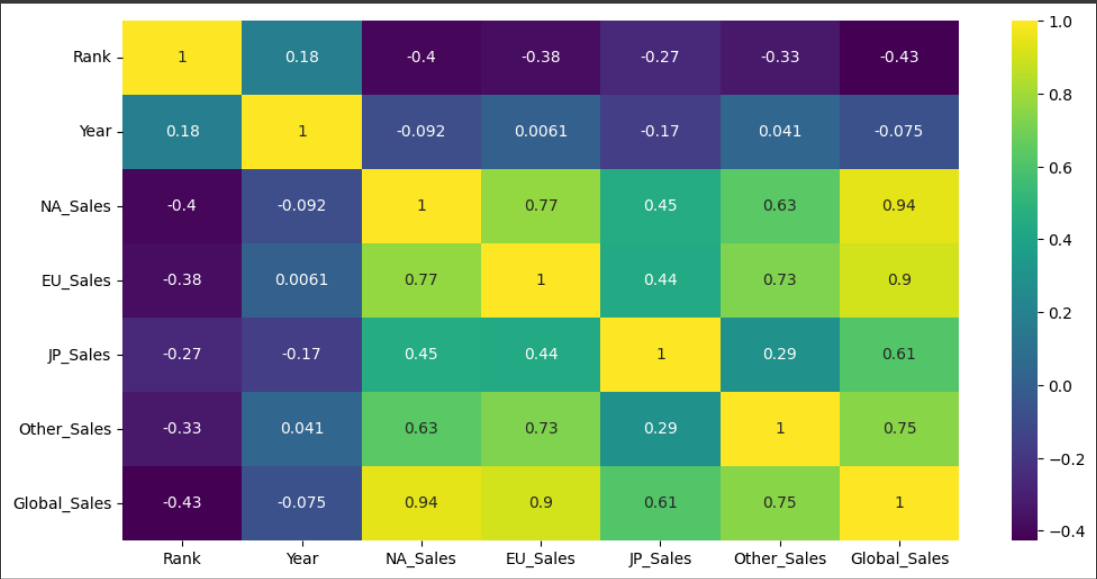 Rank 1 0.18 -0.4 -0.38 -0.27 -0.33 -0.43
Year 0.18 1 -0.092 0.0061 -0.17 0.041 -0.075
NA_Sales -0.4 -0.092 1 0.77 0.45 0.63 0.94
EU_Sales -0.38 0.0061 0.77 1 0.44 0.73 0.9
JP_Sales -0.27 -0.17 0.45 0.44 1 0.29 0.61
Other_Sales -0.33 0.041 0.63 0.73 0.29 1 0.75
Global_Sales -0.43 -0.075 0.94 0.9 0.61 0.75 1
Rank Year NA_Sales EU_Sales JP_Sales Other_Sales Global_Sales
1.0
0.8
0.6
0.4
0.2
0.0
−0.2
−0.4